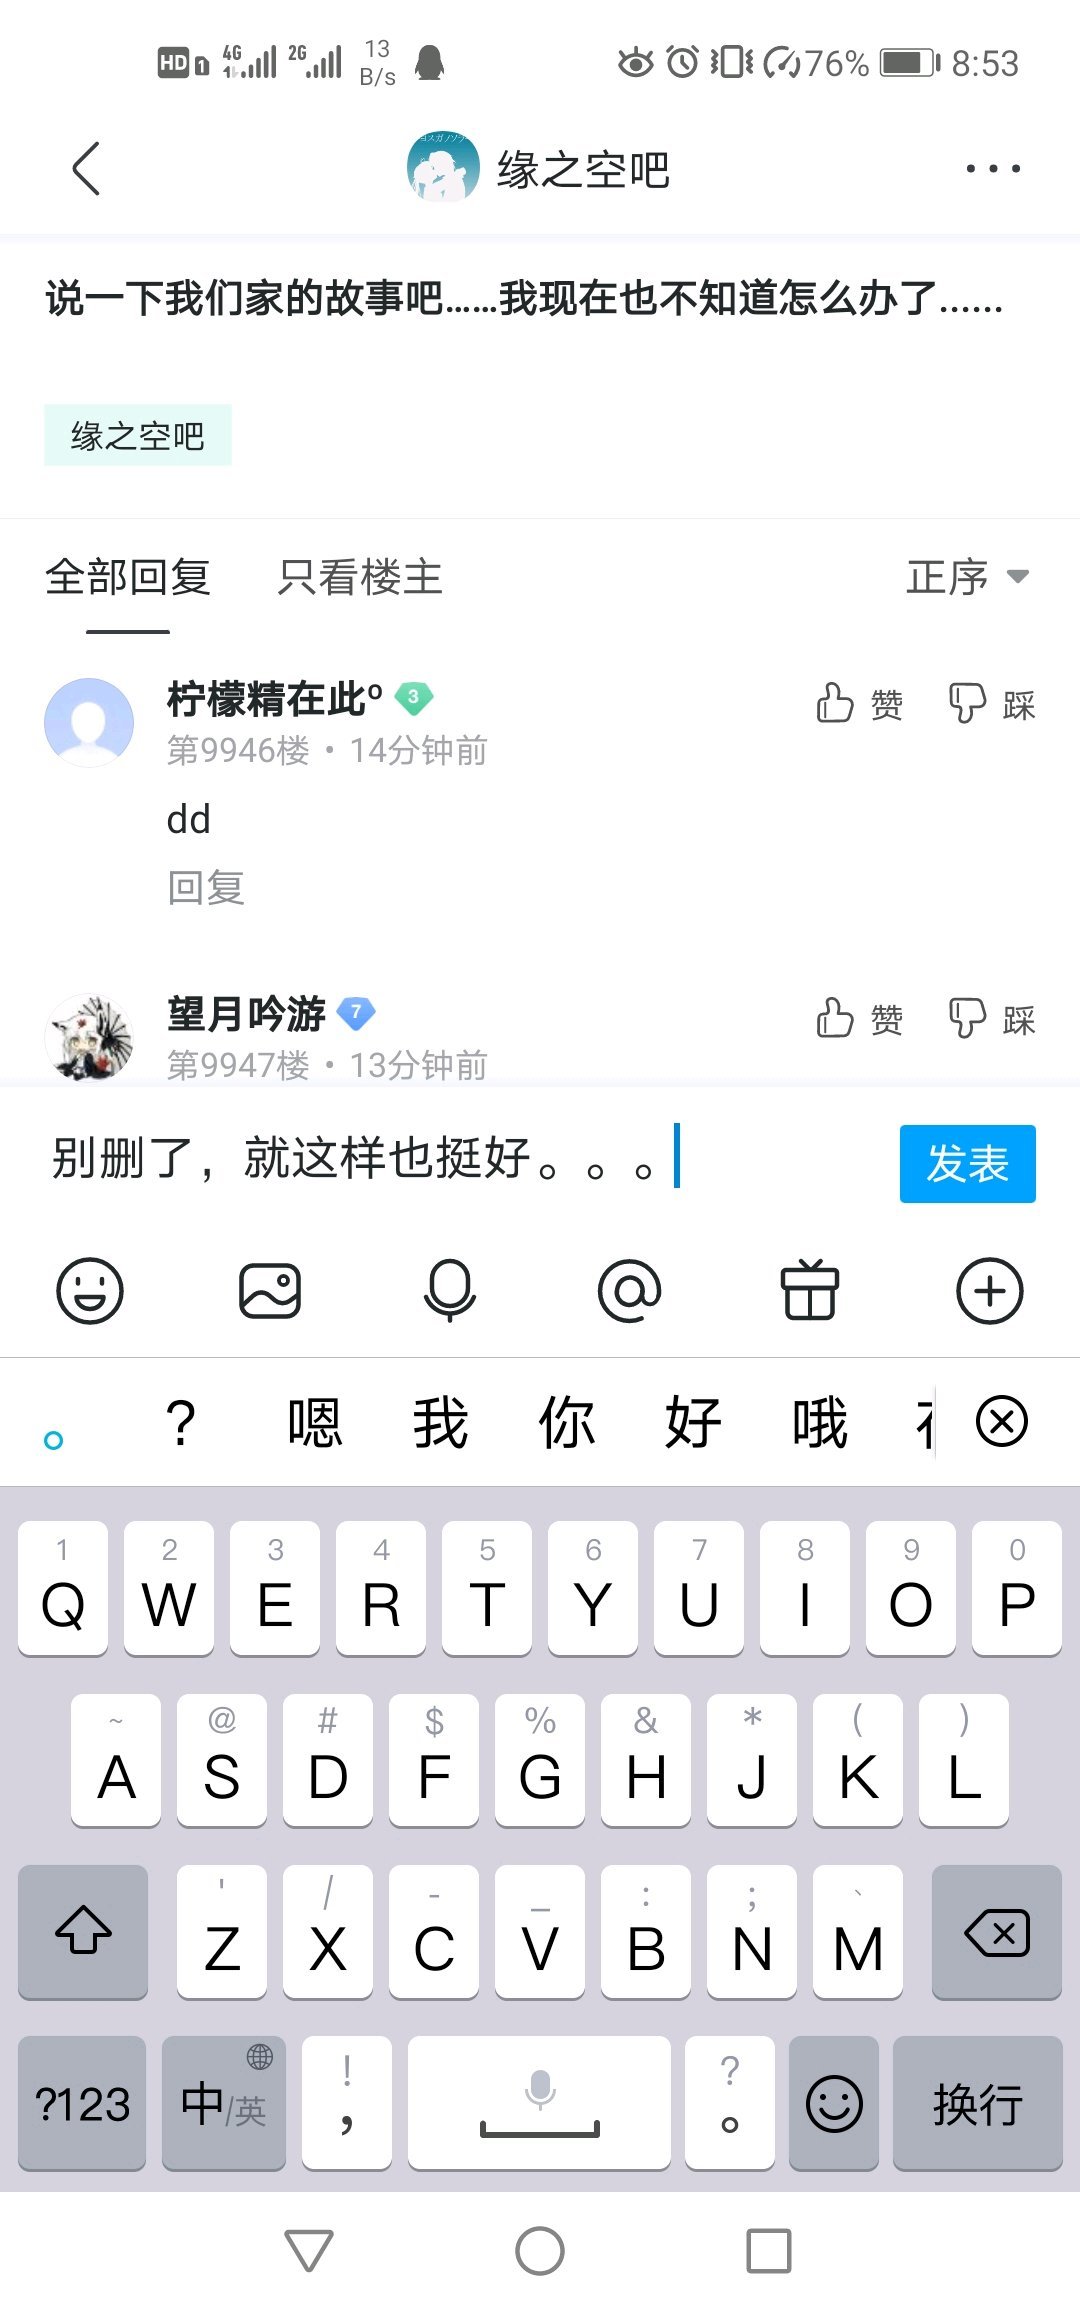 HD 1 4G 2G 13 B/s 76% 8:53
缘之空吧
说一下我们家的故事吧……我现在也不知道怎么办了……
缘之空吧
全部回复 只看楼主 正序
柠檬精在此º 3 赞 踩
第9946楼 • 14分钟前
dd
回复
望月吟游 7 赞 踩
第9947楼 • 13分钟前
别删了，就这样也挺好。。。 发表
。 ? 嗯 我 你 好 哦
1 2 3 4 5 6 7 8 9 0
Q W E R T Y U I O P
~ @ # $ % & * ( )
A S D F G H J K L
' / - _ : ; 、
Z X C V B N M
! ?
?123 中/英 ， 。 换行